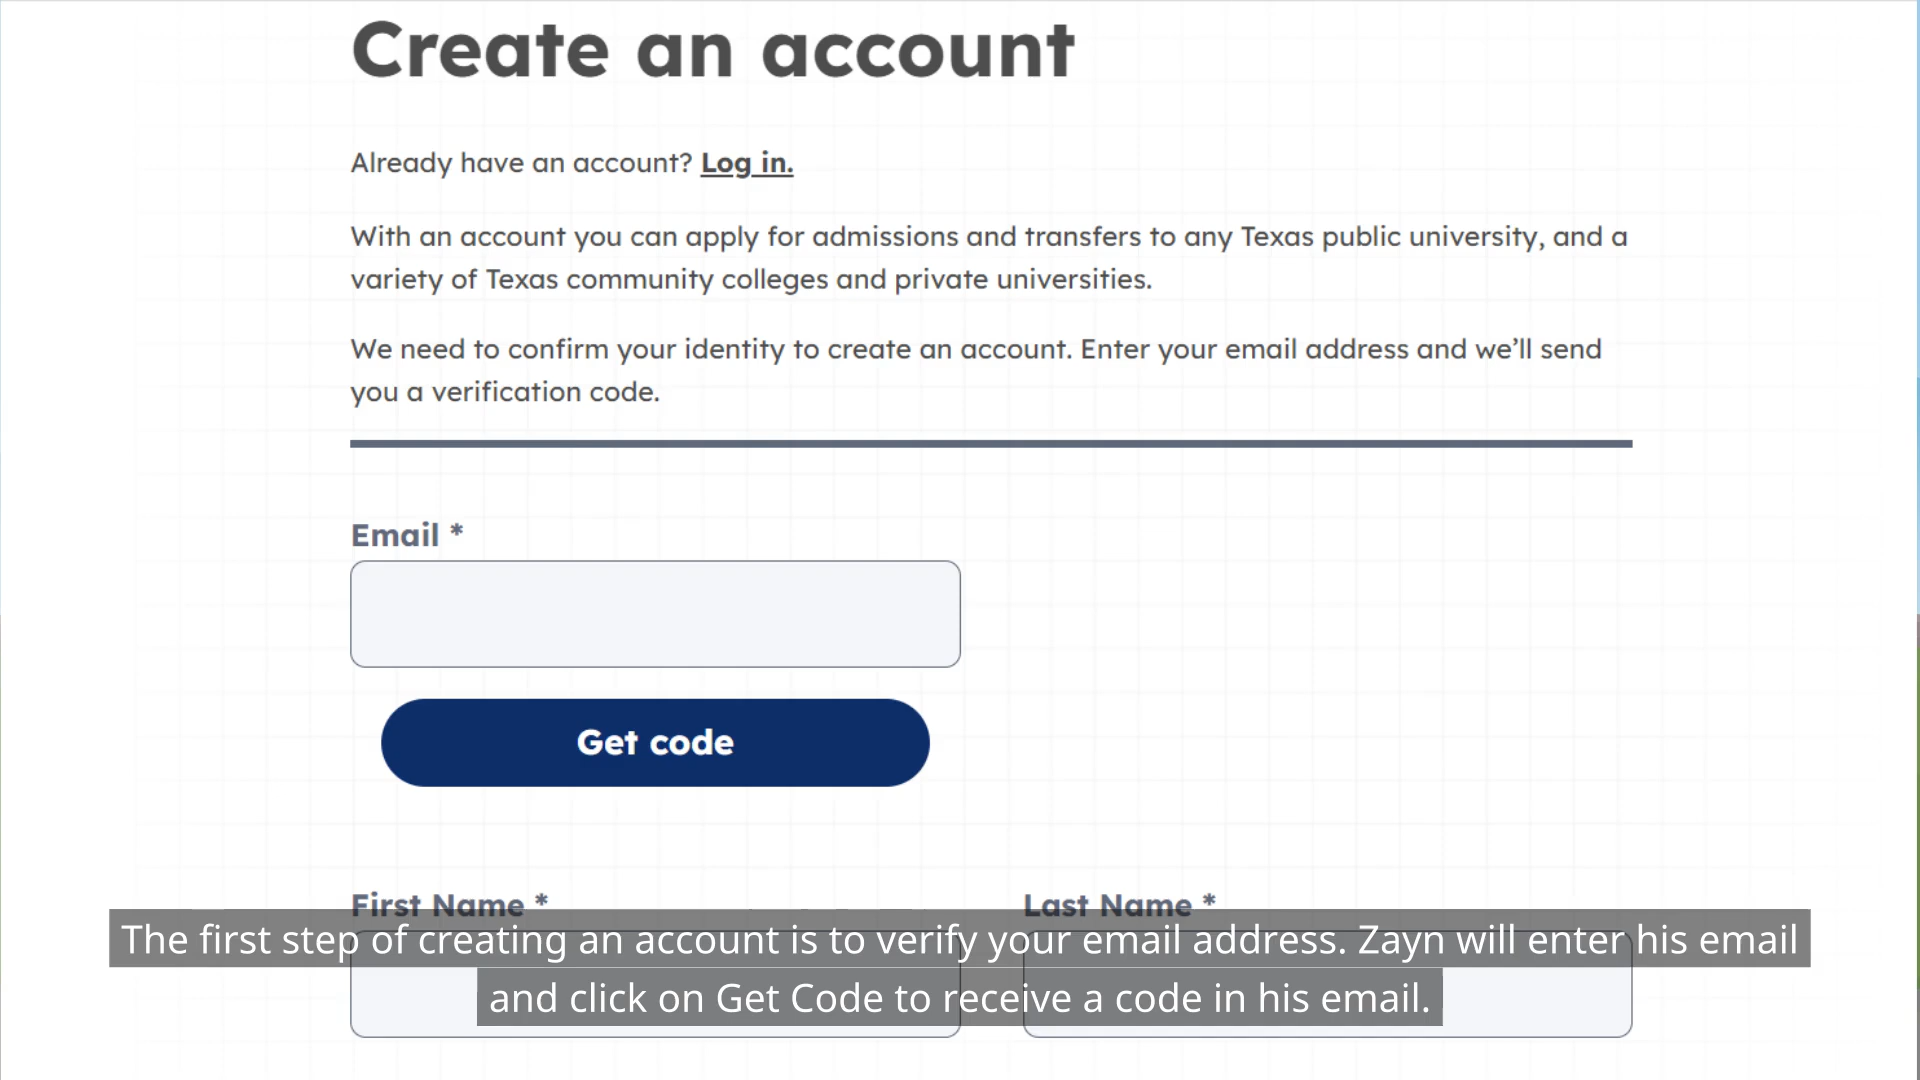 Create an account
Already have an account? Log in.
With an account you can apply for admissions and transfers to any Texas public university, and a
variety of Texas community colleges and private universities.
We need to confirm your identity to create an account. Enter your email address and we’ll send
you a verification code.
Email *
Get code
First Name * Last Name *
The first step of creating an account is to verify your email address. Zayn will enter his email
and click on Get Code to receive a code in his email.